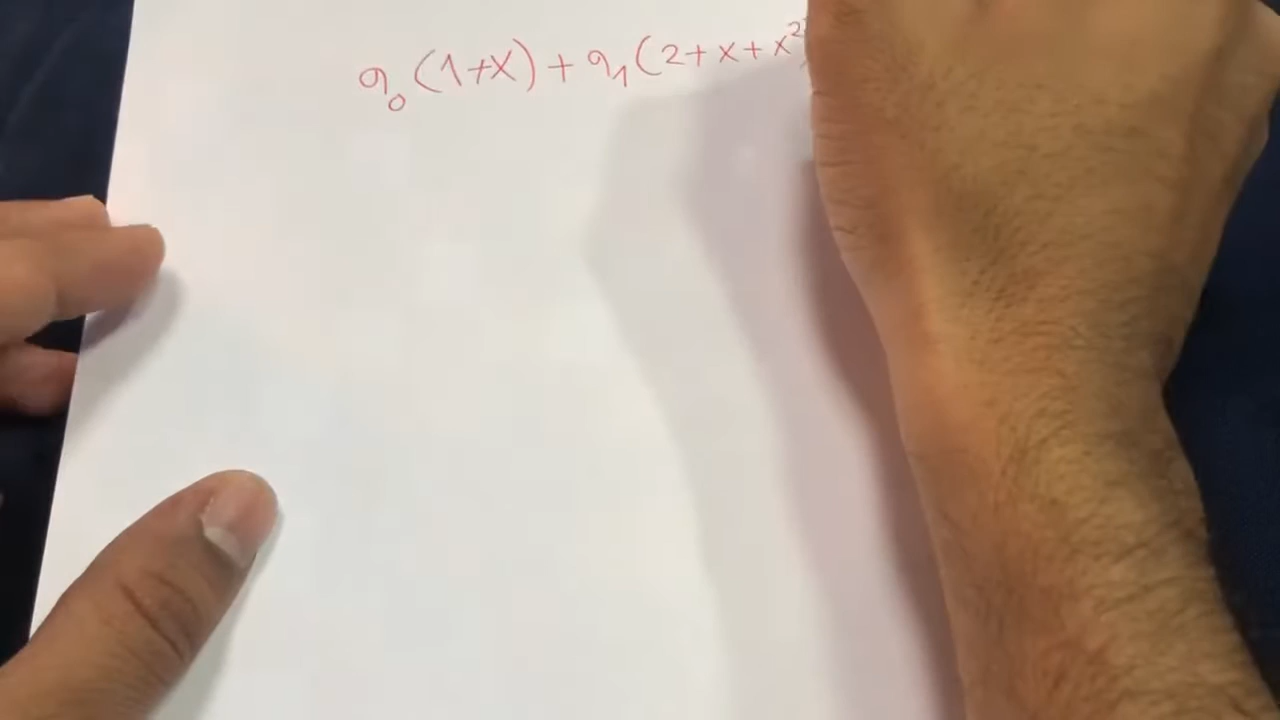 a₀(1+x) + a₁(2+x+x²)